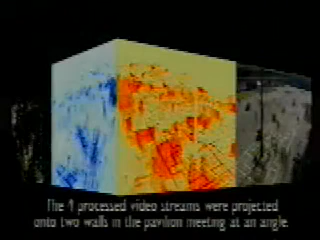 The 4 processed video streams were projected
onto two walls in the pavilion meeting at an angle.